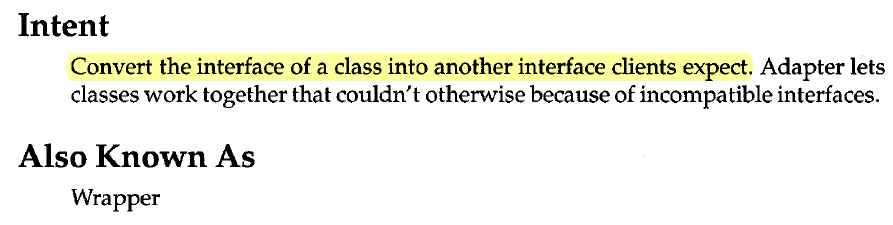 Intent
Convert the interface of a class into another interface clients expect. Adapter lets
classes work together that couldn't otherwise because of incompatible interfaces.
Also Known As
Wrapper